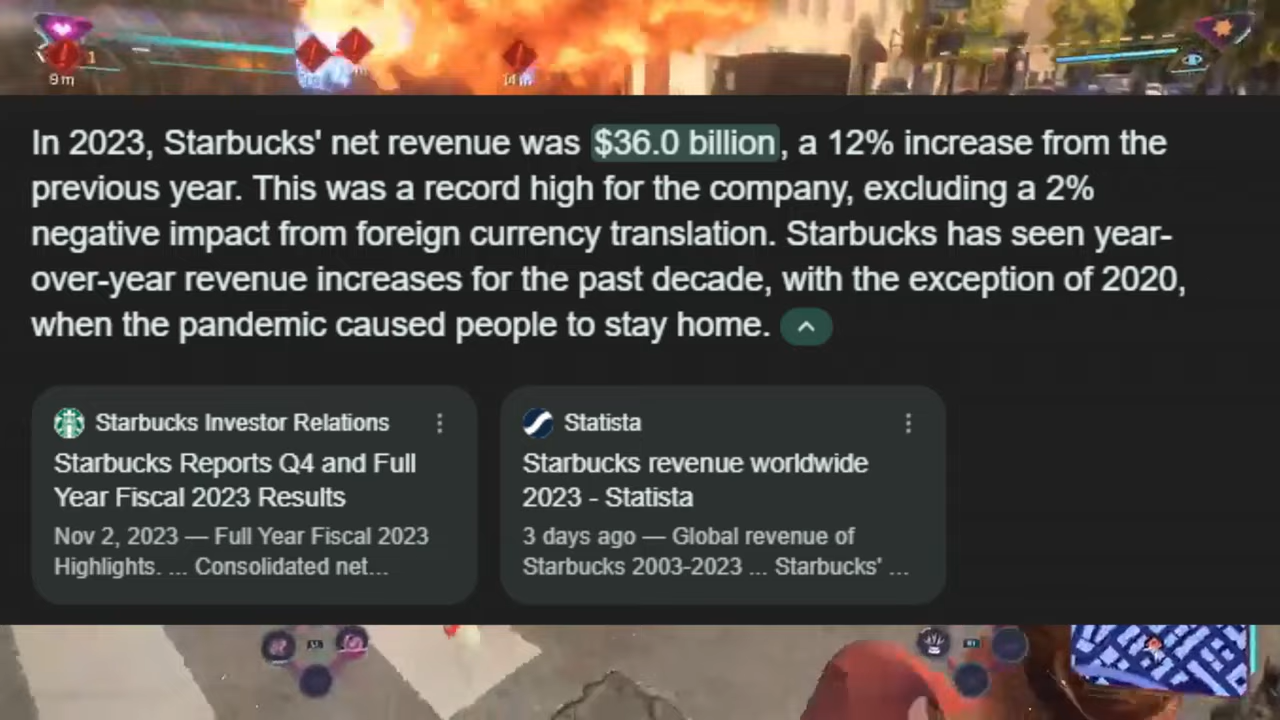 1
9m
14m
In 2023, Starbucks' net revenue was $36.0 billion, a 12% increase from the
previous year. This was a record high for the company, excluding a 2%
negative impact from foreign currency translation. Starbucks has seen year-
over-year revenue increases for the past decade, with the exception of 2020,
when the pandemic caused people to stay home.
Starbucks Investor Relations
Starbucks Reports Q4 and Full
Year Fiscal 2023 Results
Nov 2, 2023 — Full Year Fiscal 2023
Highlights. ... Consolidated net...
Statista
Starbucks revenue worldwide
2023 - Statista
3 days ago — Global revenue of
Starbucks 2003-2023 ... Starbucks' ...